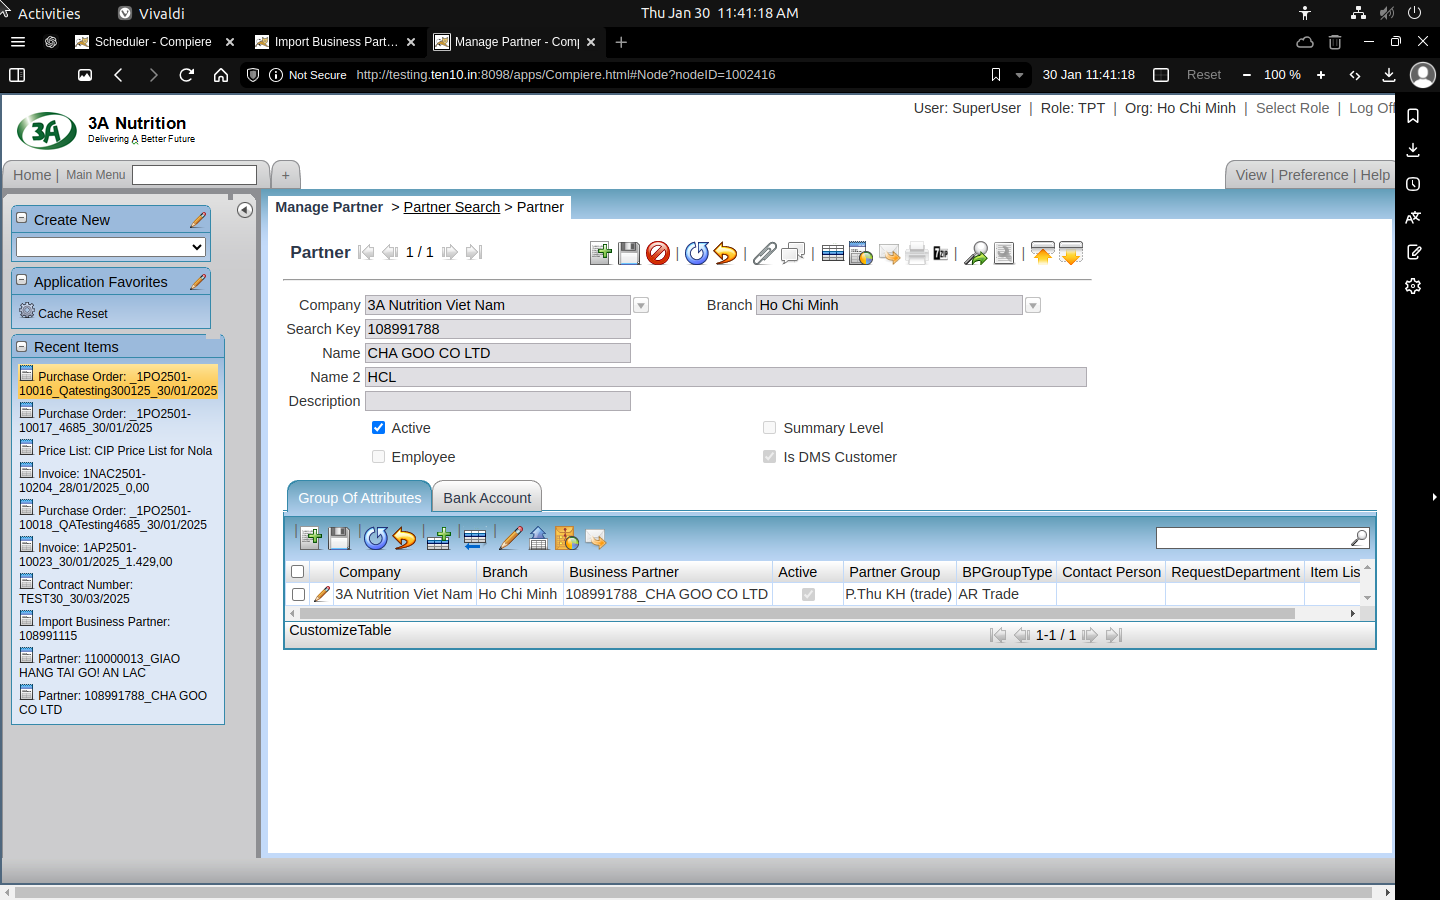 Activities
Vivaldi
Thu Jan 30 11:41:18 AM
Scheduler - Compiere
Import Business Part...
Manage Partner - Comp
Not Secure
http://testing.ten10.in:8098/apps/Compiere.html#Node?nodeID=1002416
30 Jan 11:41:18
Reset
100 %
3A
3A Nutrition
Delivering A Better Future
User: SuperUser | Role: TPT | Org: Ho Chi Minh | Select Role | Log Off
Home | Main Menu
+
View | Preference | Help
Create New
Application Favorites
Cache Reset
Recent Items
Purchase Order: _1PO2501-
10016_Qatesting300125_30/01/2025
Purchase Order: _1PO2501-
10017_4685_30/01/2025
Price List: CIP Price List for Nola
Invoice: 1NAC2501-
10204_28/01/2025_0,00
Purchase Order: _1PO2501-
10018_QATesting4685_30/01/2025
Invoice: 1AP2501-
10023_30/01/2025_1.429,00
Contract Number:
TEST30_30/03/2025
Import Business Partner:
108991115
Partner: 110000013_GIAO
HANG TAI GO! AN LAC
Partner: 108991788_CHA GOO
CO LTD
Manage Partner > Partner Search > Partner
Partner 1 / 1
Company 3A Nutrition Viet Nam
Branch Ho Chi Minh
Search Key 108991788
Name CHA GOO CO LTD
Name 2 HCL
Description
Active
Summary Level
Employee
Is DMS Customer
Group Of Attributes
Bank Account
Company Branch Business Partner Active Partner Group BPGroupType Contact Person RequestDepartment Item Lis
3A Nutrition Viet Nam Ho Chi Minh 108991788_CHA GOO CO LTD P.Thu KH (trade) AR Trade
CustomizeTable
1-1 / 1